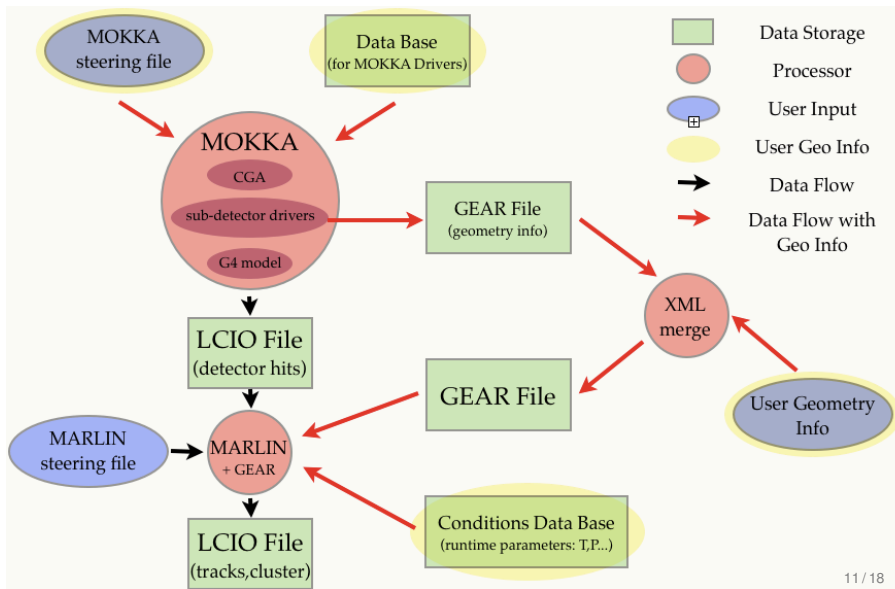 MOKKA
steering file
Data Base
(for MOKKA Drivers)
Data Storage
Processor
User Input
User Geo Info
Data Flow
Data Flow with
Geo Info
MOKKA
CGA
sub-detector drivers
G4 model
GEAR File
(geometry info)
XML
merge
LCIO File
(detector hits)
GEAR File
User Geometry
Info
MARLIN
steering file
MARLIN
+ GEAR
Conditions Data Base
(runtime parameters: T,P...)
LCIO File
(tracks,cluster)
11 / 18